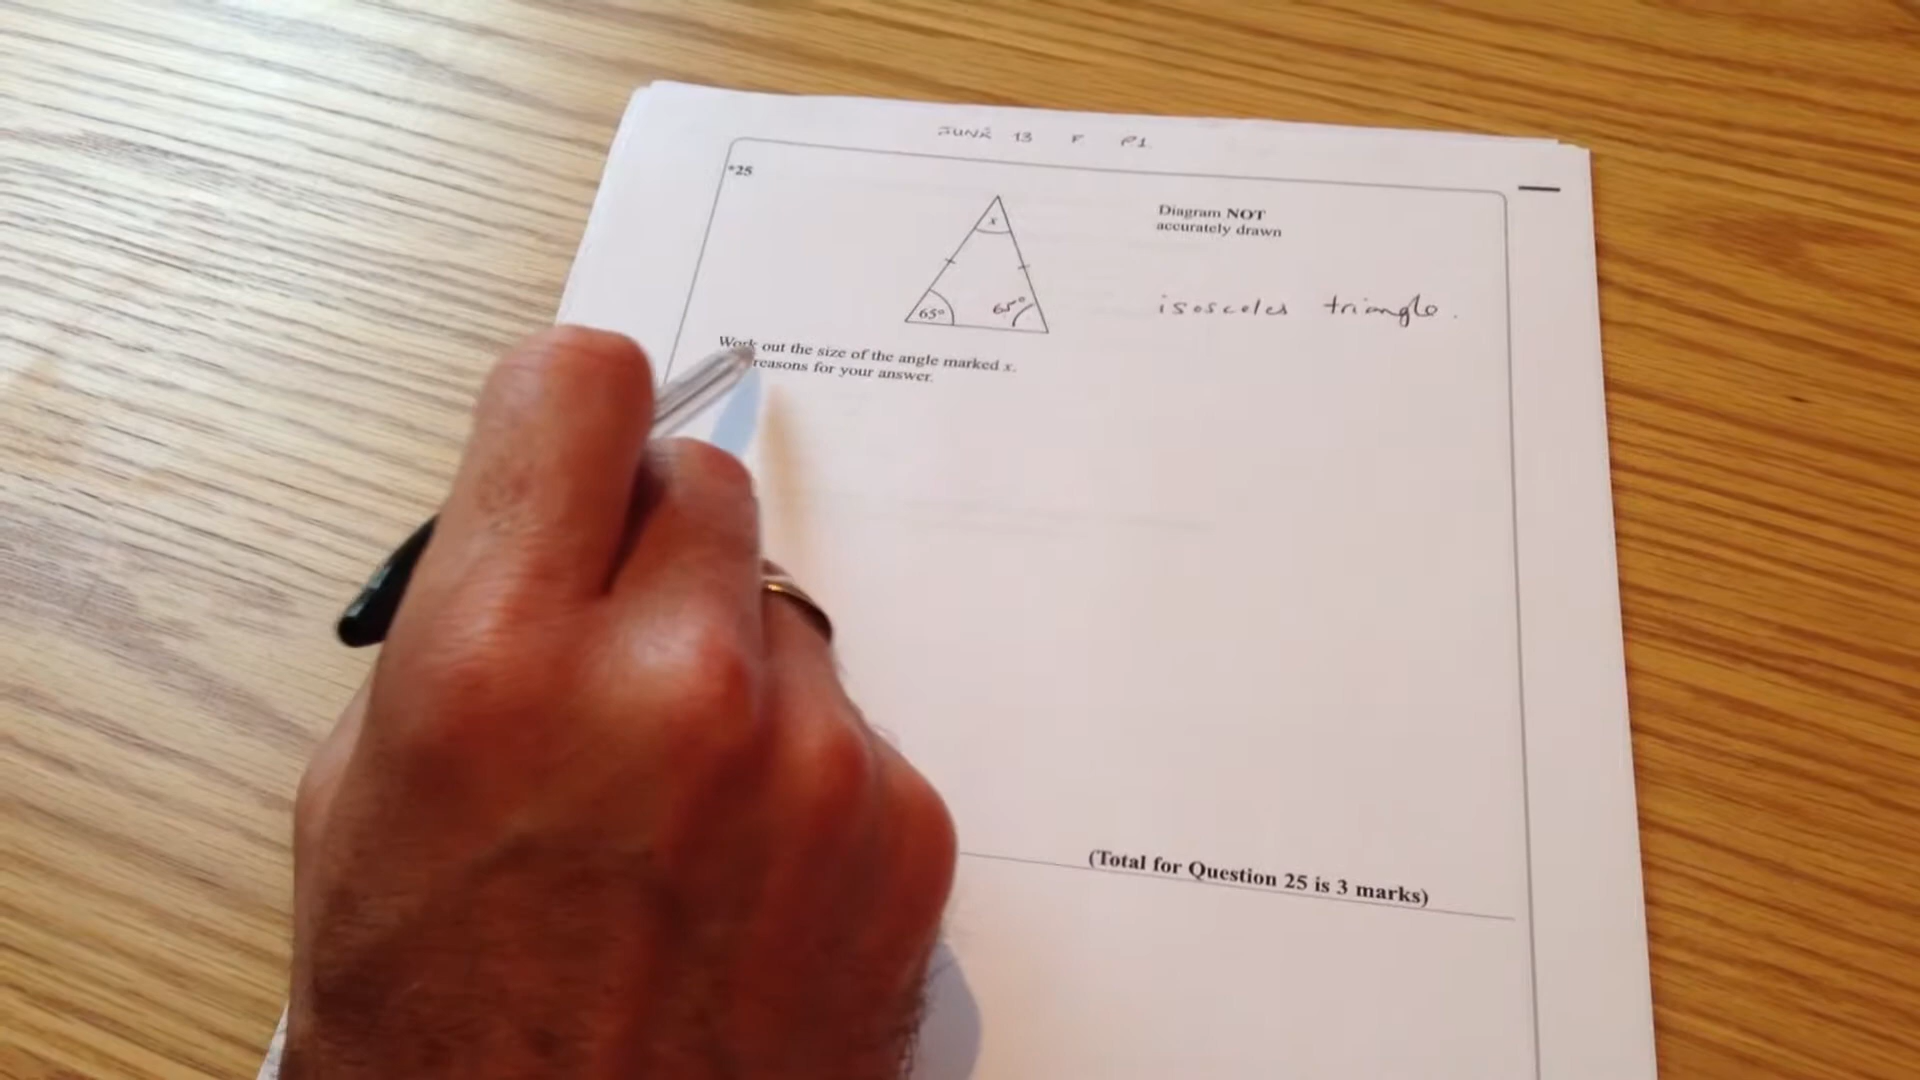 JUNE 13 F P1
*25
x
Diagram NOT
accurately drawn
65°
65°
isosceles triangle.
Work out the size of the angle marked x.
reasons for your answer.
(Total for Question 25 is 3 marks)